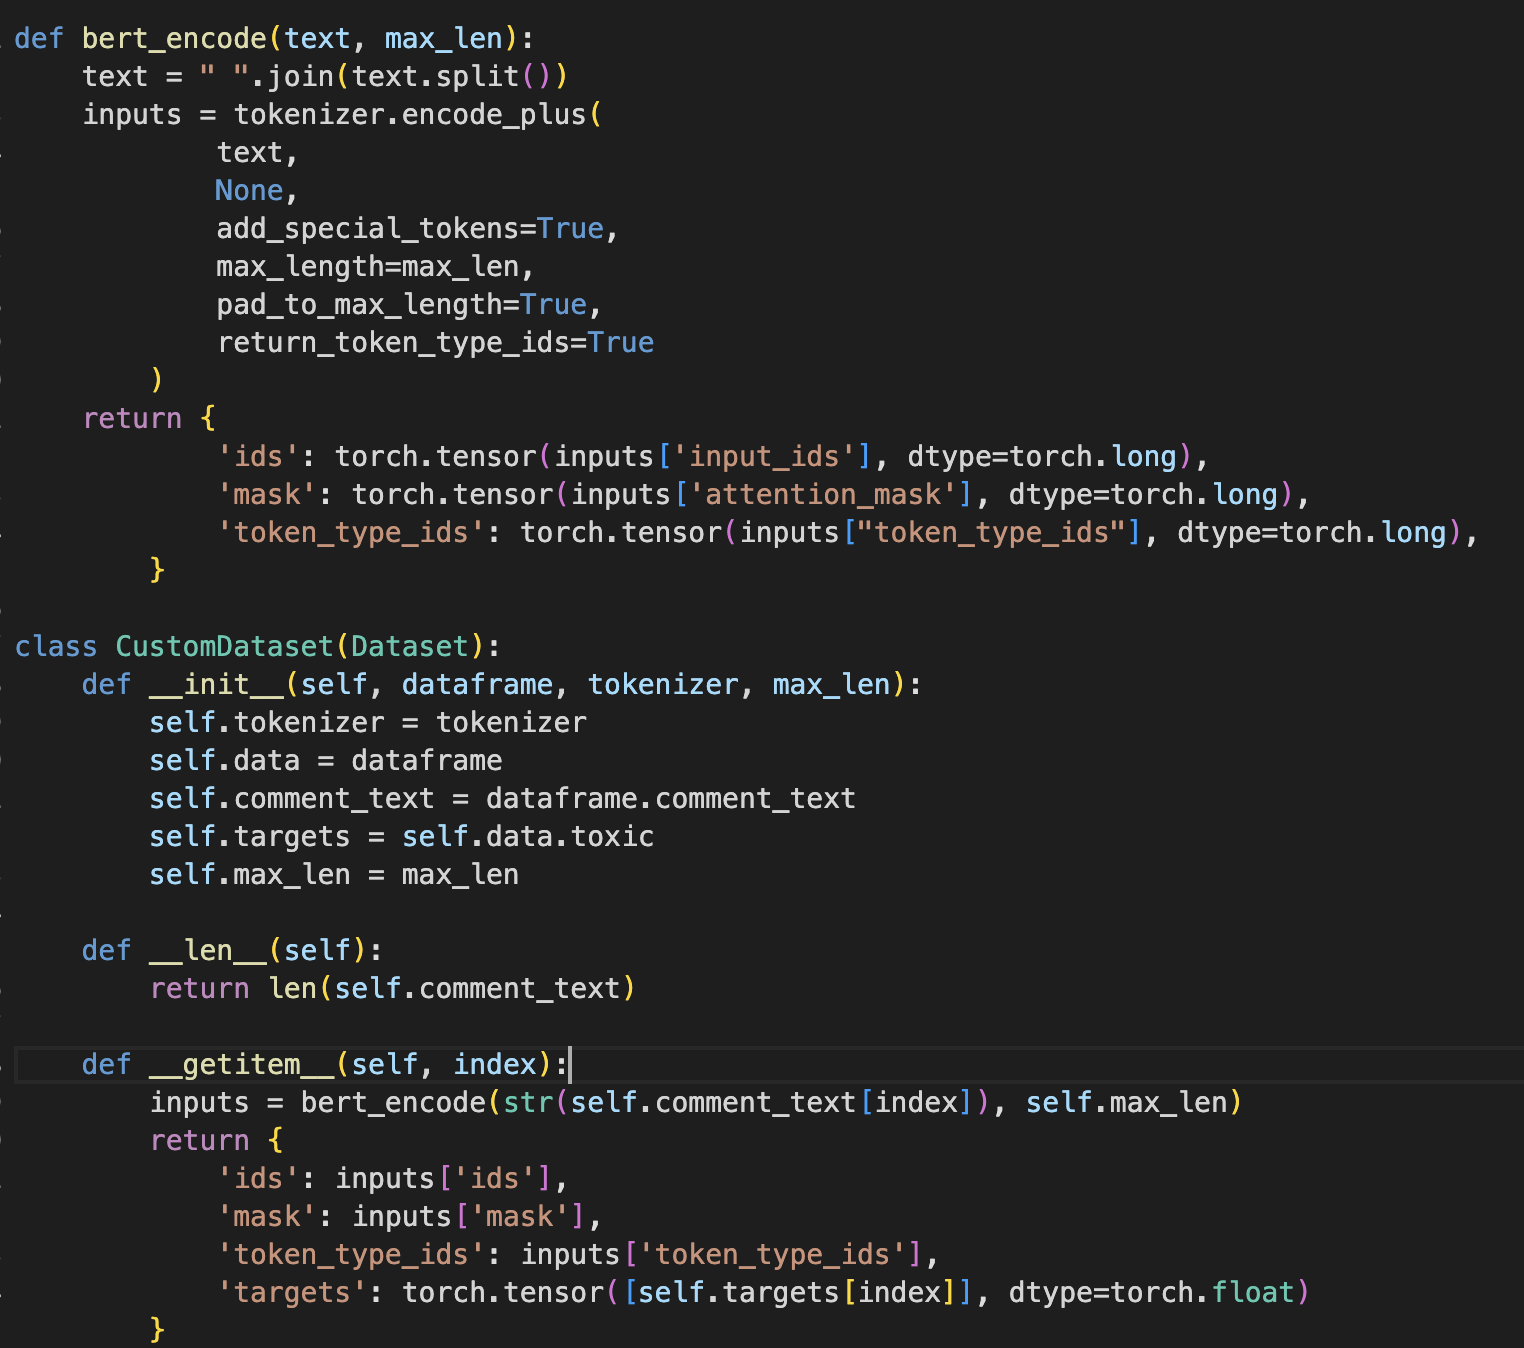 def bert_encode(text, max_len):
    text = " ".join(text.split())
    inputs = tokenizer.encode_plus(
            text,
            None,
            add_special_tokens=True,
            max_length=max_len,
            pad_to_max_length=True,
            return_token_type_ids=True
        )
    return {
            'ids': torch.tensor(inputs['input_ids'], dtype=torch.long),
            'mask': torch.tensor(inputs['attention_mask'], dtype=torch.long),
            'token_type_ids': torch.tensor(inputs["token_type_ids"], dtype=torch.long),
        }

class CustomDataset(Dataset):
    def __init__(self, dataframe, tokenizer, max_len):
        self.tokenizer = tokenizer
        self.data = dataframe
        self.comment_text = dataframe.comment_text
        self.targets = self.data.toxic
        self.max_len = max_len

    def __len__(self):
        return len(self.comment_text)

    def __getitem__(self, index):
        inputs = bert_encode(str(self.comment_text[index]), self.max_len)
        return {
            'ids': inputs['ids'],
            'mask': inputs['mask'],
            'token_type_ids': inputs['token_type_ids'],
            'targets': torch.tensor([self.targets[index]], dtype=torch.float)
        }